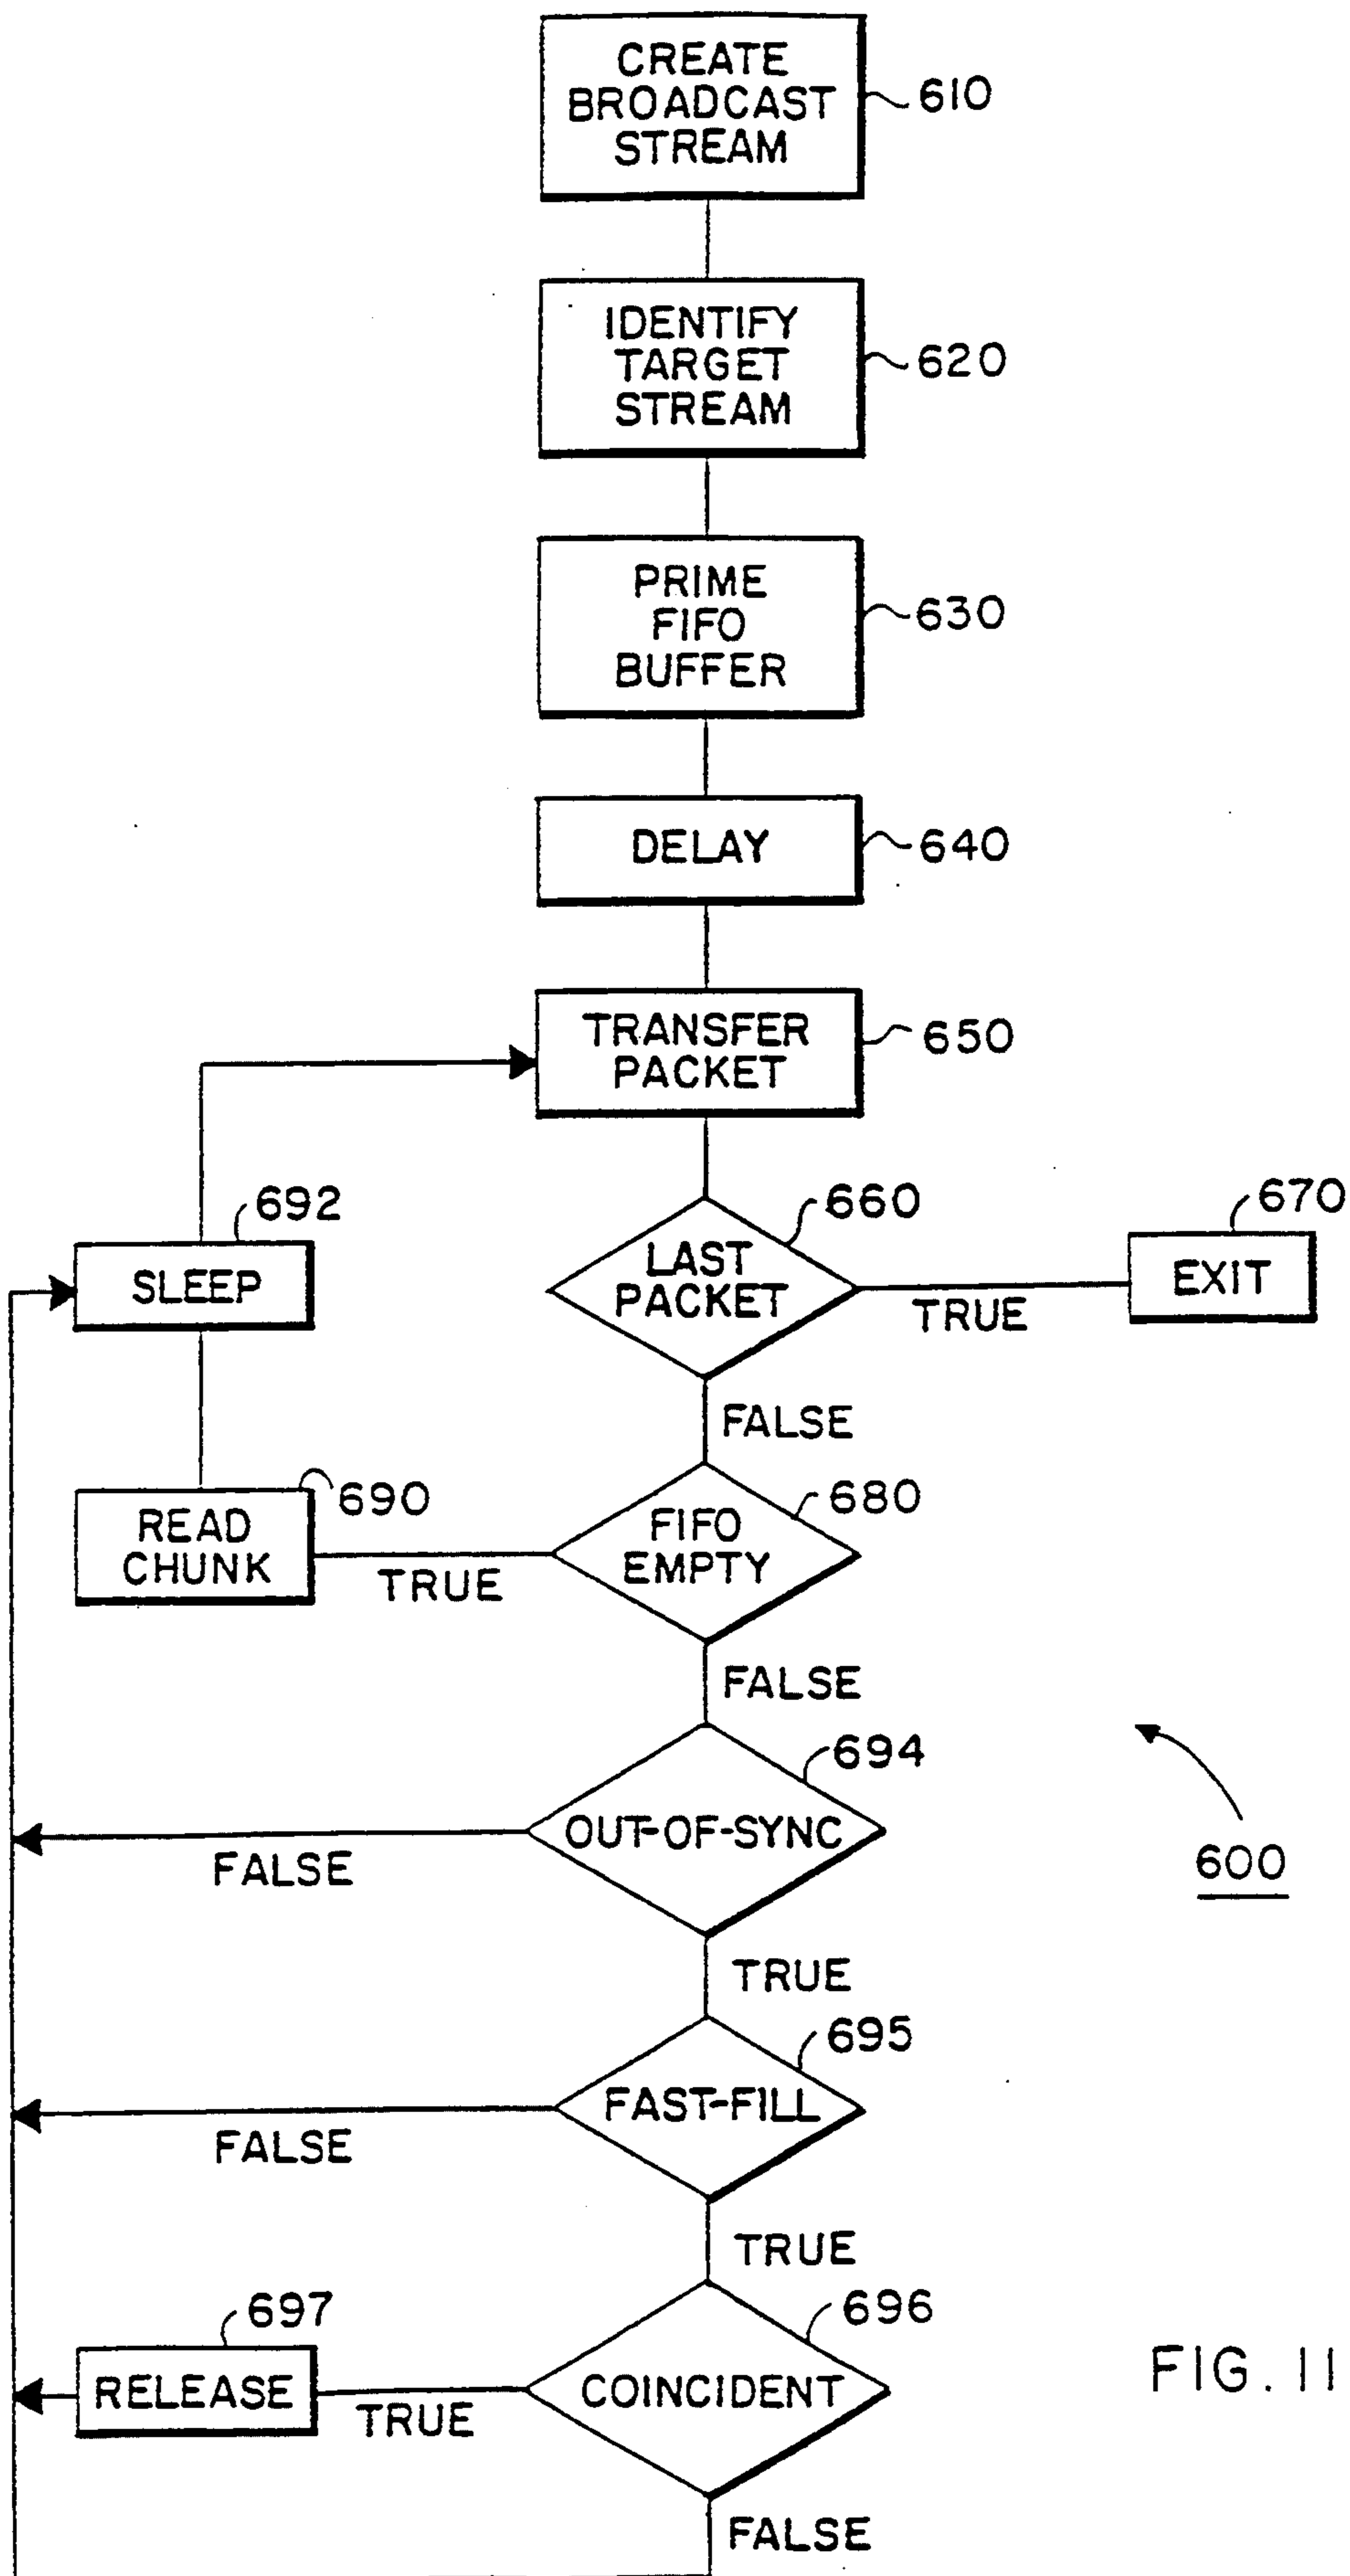 CREATE
BROADCAST
STREAM
610
IDENTIFY
TARGET
STREAM
620
PRIME
FIFO
BUFFER
630
DELAY
640
TRANSFER
PACKET
650
692
SLEEP
660
LAST
PACKET
TRUE
670
EXIT
FALSE
690
READ
CHUNK
TRUE
680
FIFO
EMPTY
FALSE
694
OUT-OF-SYNC
FALSE
600
TRUE
695
FAST-FILL
FALSE
TRUE
697
RELEASE
TRUE
696
COINCIDENT
FIG. 11
FALSE